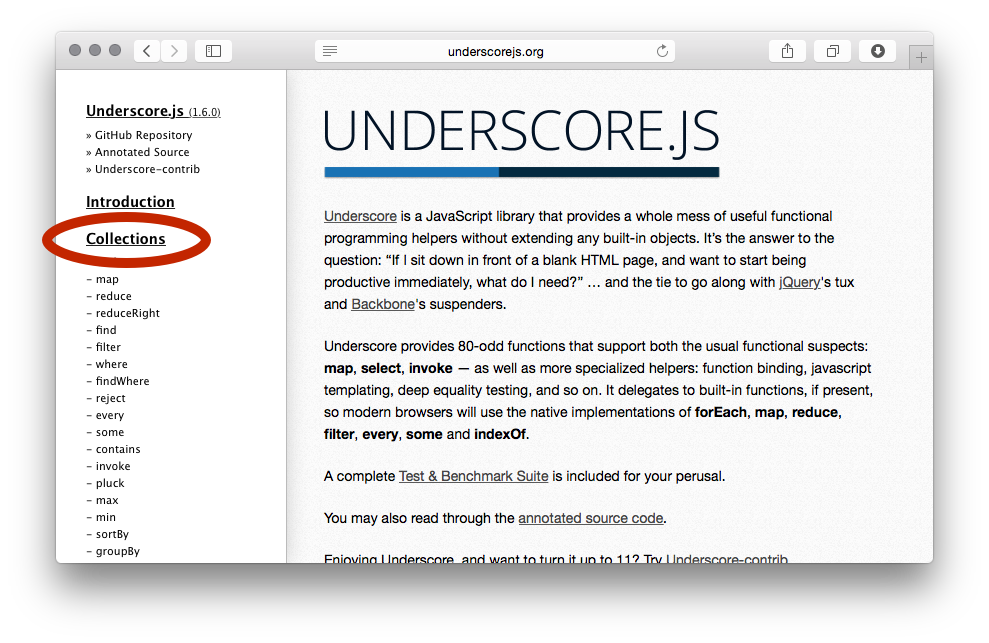 underscorejs.org
Underscore.js (1.6.0)
» GitHub Repository
» Annotated Source
» Underscore-contrib
Introduction
Collections
– map
– reduce
– reduceRight
– find
– filter
– where
– findWhere
– reject
– every
– some
– contains
– invoke
– pluck
– max
– min
– sortBy
– groupBy
UNDERSCORE.JS
Underscore is a JavaScript library that provides a whole mess of useful functional
programming helpers without extending any built-in objects. It’s the answer to the
question: “If I sit down in front of a blank HTML page, and want to start being
productive immediately, what do I need?” … and the tie to go along with jQuery's tux
and Backbone's suspenders.
Underscore provides 80-odd functions that support both the usual functional suspects:
map, select, invoke — as well as more specialized helpers: function binding, javascript
templating, deep equality testing, and so on. It delegates to built-in functions, if present,
so modern browsers will use the native implementations of forEach, map, reduce,
filter, every, some and indexOf.
A complete Test & Benchmark Suite is included for your perusal.
You may also read through the annotated source code.
Enjoying Underscore, and want to turn it up to 11? Try Underscore-contrib.